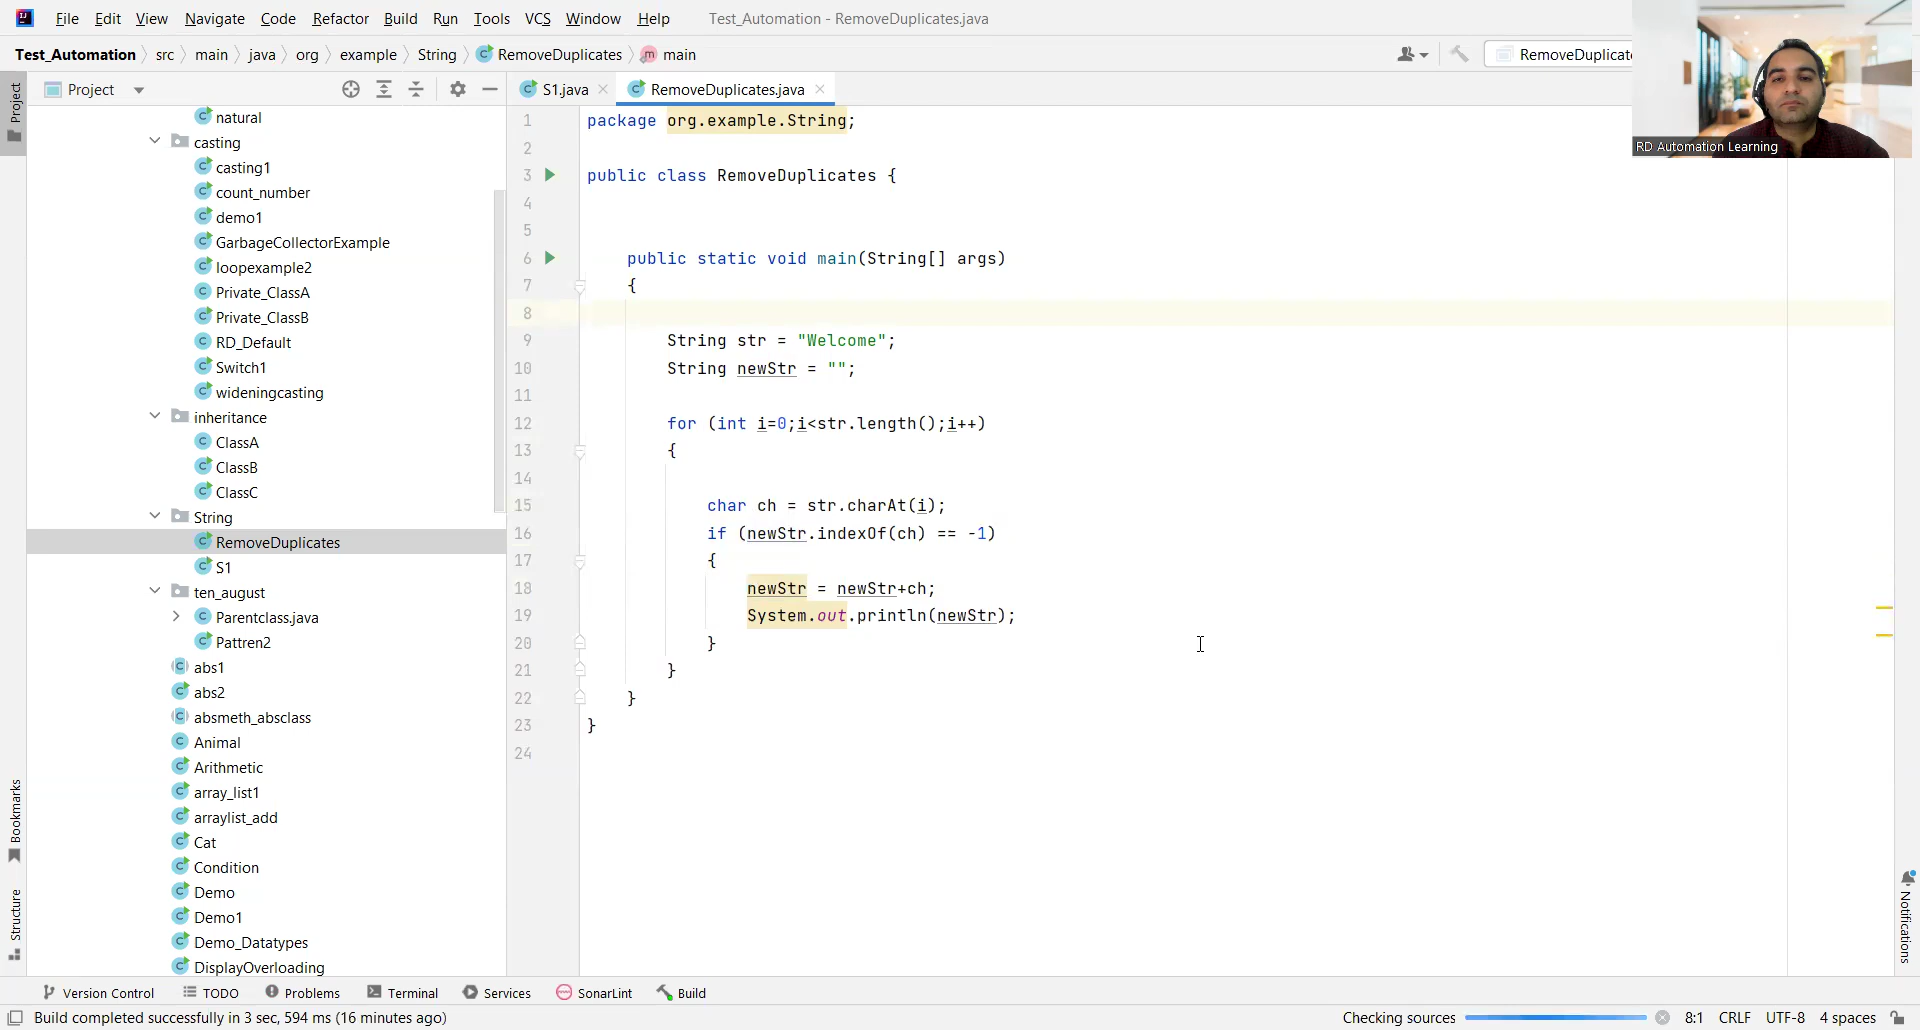 File Edit View Navigate Code Refactor Build Run Tools VCS Window Help Test_Automation - RemoveDuplicates.java
Test_Automation src main java org example String RemoveDuplicates main RemoveDuplicate
RD Automation Learning
Project
Project
natural
casting
casting1
count_number
demo1
GarbageCollectorExample
loopexample2
Private_ClassA
Private_ClassB
RD_Default
Switch1
wideningcasting
inheritance
ClassA
ClassB
ClassC
String
RemoveDuplicates
S1
ten_august
Parentclass.java
Pattren2
abs1
abs2
absmeth_absclass
Animal
Arithmetic
array_list1
arraylist_add
Cat
Condition
Demo
Demo1
Demo_Datatypes
DisplayOverloading
Bookmarks
Structure
S1.java RemoveDuplicates.java
1 package org.example.String;
2
3 public class RemoveDuplicates {
4
5
6 public static void main(String[] args)
7 {
8
9 String str = "Welcome";
10 String newStr = "";
11
12 for (int i=0;i<str.length();i++)
13 {
14
15 char ch = str.charAt(i);
16 if (newStr.indexOf(ch) == -1)
17 {
18 newStr = newStr+ch;
19 System.out.println(newStr);
20 }
21 }
22 }
23 }
24
Notifications
Version Control TODO Problems Terminal Services SonarLint Build
Build completed successfully in 3 sec, 594 ms (16 minutes ago) Checking sources 8:1 CRLF UTF-8 4 spaces